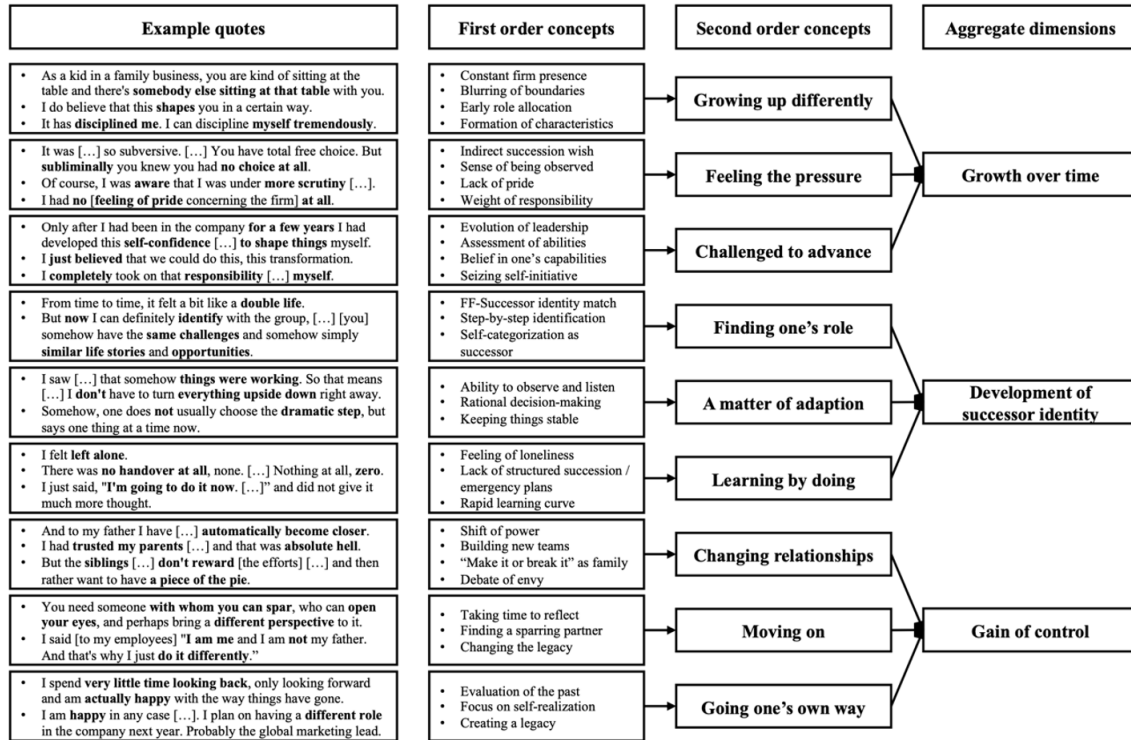 Example quotes
First order concepts
Second order concepts
Aggregate dimensions
• As a kid in a family business, you are kind of sitting at the
table and there's somebody else sitting at that table with you.
• I do believe that this shapes you in a certain way.
• It has disciplined me. I can discipline myself tremendously.
• Constant firm presence
• Blurring of boundaries
• Early role allocation
• Formation of characteristics
Growing up differently
• It was […] so subversive. […] You have total free choice. But
subliminally you knew you had no choice at all.
• Of course, I was aware that I was under more scrutiny […].
• I had no [feeling of pride concerning the firm] at all.
• Indirect succession wish
• Sense of being observed
• Lack of pride
• Weight of responsibility
Feeling the pressure
Growth over time
• Only after I had been in the company for a few years I had
developed this self-confidence […] to shape things myself.
• I just believed that we could do this, this transformation.
• I completely took on that responsibility […] myself.
• Evolution of leadership
• Assessment of abilities
• Belief in one's capabilities
• Seizing self-initiative
Challenged to advance
• From time to time, it felt a bit like a double life.
• But now I can definitely identify with the group, […] [you]
somehow have the same challenges and somehow simply
similar life stories and opportunities.
• FF-Successor identity match
• Step-by-step identification
• Self-categorization as
successor
Finding one's role
• I saw […] that somehow things were working. So that means
[…] I don't have to turn everything upside down right away.
• Somehow, one does not usually choose the dramatic step, but
says one thing at a time now.
• Ability to observe and listen
• Rational decision-making
• Keeping things stable
A matter of adaption
Development of
successor identity
• I felt left alone.
• There was no handover at all, none. […] Nothing at all, zero.
• I just said, "I'm going to do it now. […]” and did not give it
much more thought.
• Feeling of loneliness
• Lack of structured succession /
emergency plans
• Rapid learning curve
Learning by doing
• And to my father I have […] automatically become closer.
• I had trusted my parents […] and that was absolute hell.
• But the siblings […] don't reward [the efforts] […] and then
rather want to have a piece of the pie.
• Shift of power
• Building new teams
• “Make it or break it” as family
• Debate of envy
Changing relationships
• You need someone with whom you can spar, who can open
your eyes, and perhaps bring a different perspective to it.
• I said [to my employees] "I am me and I am not my father.
And that's why I just do it differently.”
• Taking time to reflect
• Finding a sparring partner
• Changing the legacy
Moving on
Gain of control
• I spend very little time looking back, only looking forward
and am actually happy with the way things have gone.
• I am happy in any case […]. I plan on having a different role
in the company next year. Probably the global marketing lead.
• Evaluation of the past
• Focus on self-realization
• Creating a legacy
Going one's own way